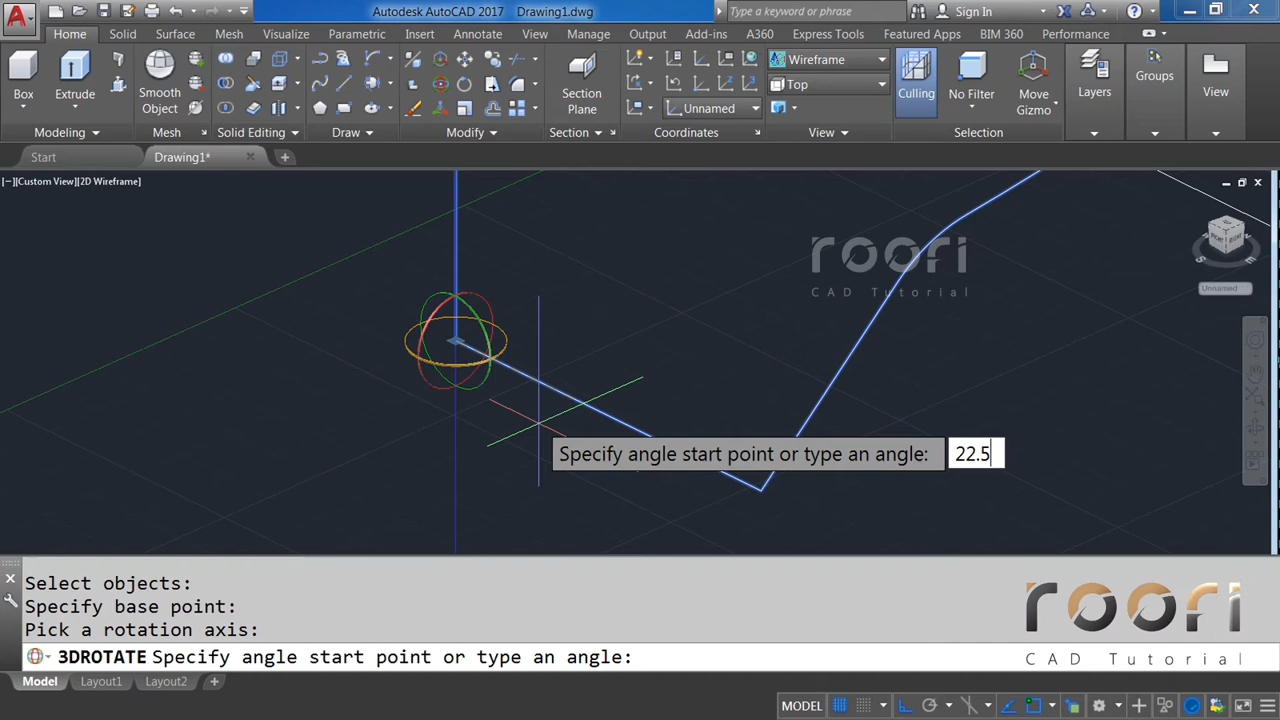 Autodesk AutoCAD 2017 Drawing1.dwg
Type a keyword or phrase
Sign In
Home Solid Surface Mesh Visualize Parametric Insert Annotate View Manage Output Add-ins A360 Express Tools Featured Apps BIM 360 Performance
Box
Extrude
Smooth
Object
Section
Plane
Unnamed
Wireframe
Top
Culling
No Filter
Move
Gizmo
Layers
Groups
View
Modeling Mesh Solid Editing Draw Modify Section Coordinates View Selection
Start Drawing1*
[−][Custom View][2D Wireframe]
roori
CAD Tutorial
S E
Unnamed
Specify angle start point or type an angle: 22.5
Select objects:
Specify base point:
Pick a rotation axis:
3DROTATE Specify angle start point or type an angle:
roori
CAD Tutorial
Model Layout1 Layout2
MODEL